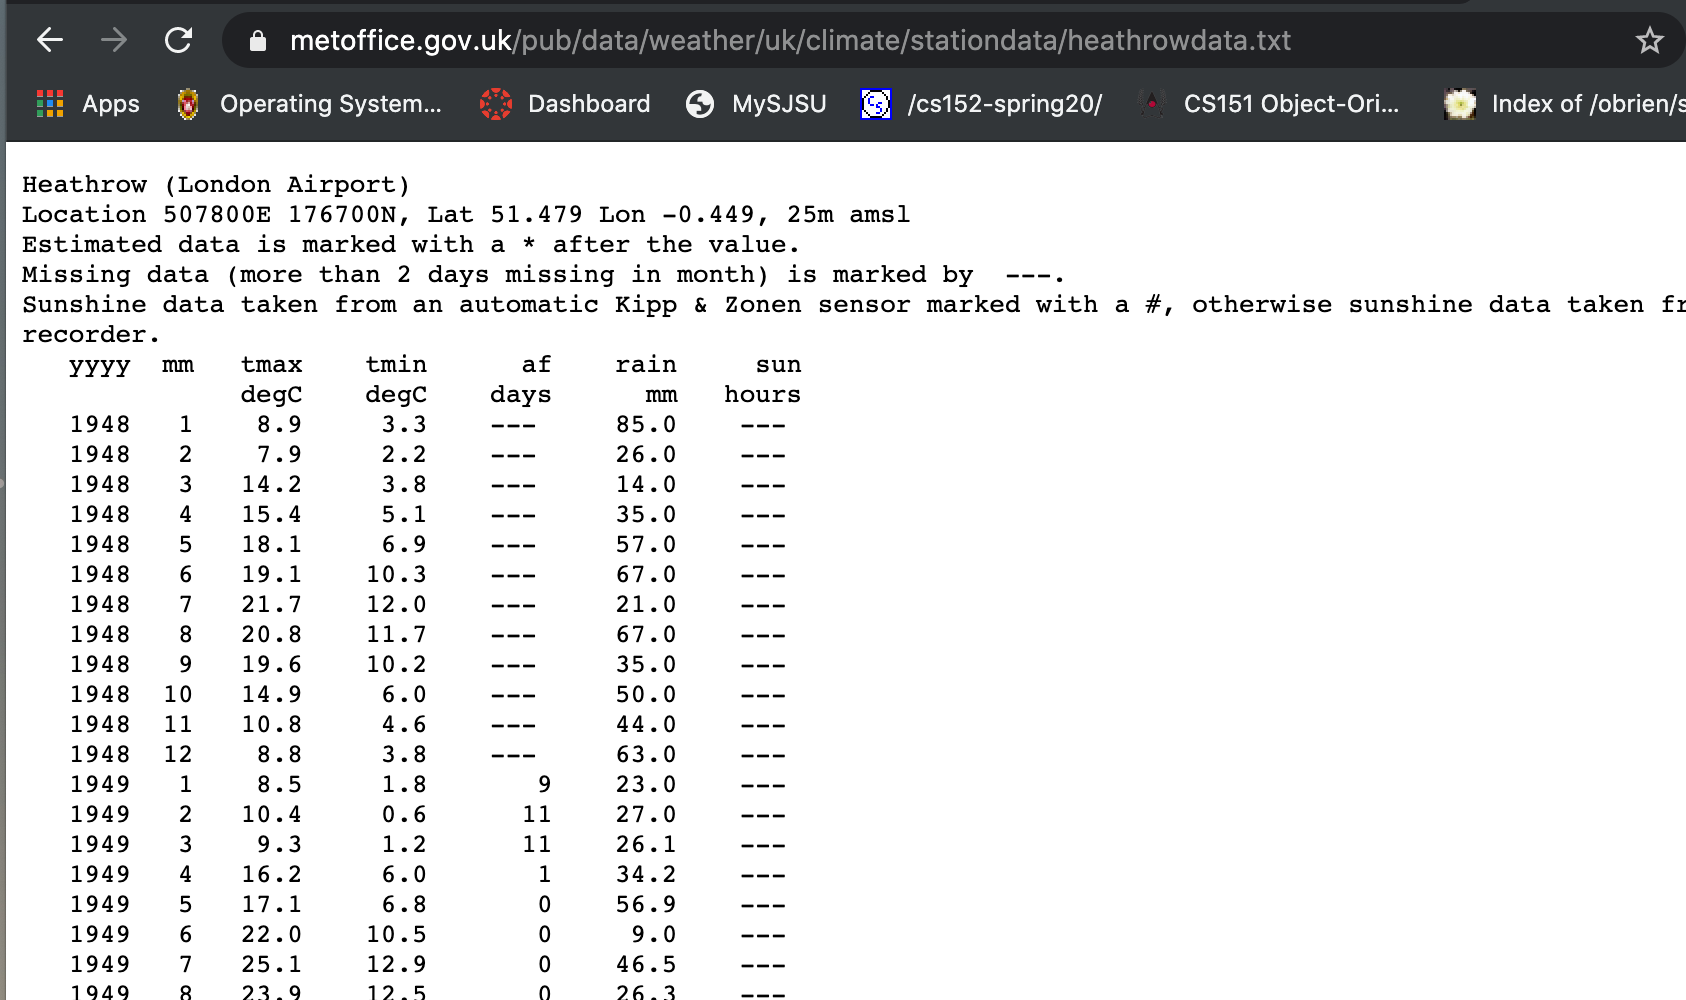 metoffice.gov.uk/pub/data/weather/uk/climate/stationdata/heathrowdata.txt
Apps Operating System... Dashboard MySJSU /cs152-spring20/ CS151 Object-Ori... Index of /obrien/s
Heathrow (London Airport)
Location 507800E 176700N, Lat 51.479 Lon -0.449, 25m amsl
Estimated data is marked with a * after the value.
Missing data (more than 2 days missing in month) is marked by  ---.
Sunshine data taken from an automatic Kipp & Zonen sensor marked with a #, otherwise sunshine data taken fr
recorder.
yyyy mm tmax tmin af rain sun
degC degC days mm hours
1948 1 8.9 3.3 --- 85.0 ---
1948 2 7.9 2.2 --- 26.0 ---
1948 3 14.2 3.8 --- 14.0 ---
1948 4 15.4 5.1 --- 35.0 ---
1948 5 18.1 6.9 --- 57.0 ---
1948 6 19.1 10.3 --- 67.0 ---
1948 7 21.7 12.0 --- 21.0 ---
1948 8 20.8 11.7 --- 67.0 ---
1948 9 19.6 10.2 --- 35.0 ---
1948 10 14.9 6.0 --- 50.0 ---
1948 11 10.8 4.6 --- 44.0 ---
1948 12 8.8 3.8 --- 63.0 ---
1949 1 8.5 1.8 9 23.0 ---
1949 2 10.4 0.6 11 27.0 ---
1949 3 9.3 1.2 11 26.1 ---
1949 4 16.2 6.0 1 34.2 ---
1949 5 17.1 6.8 0 56.9 ---
1949 6 22.0 10.5 0 9.0 ---
1949 7 25.1 12.9 0 46.5 ---
1949 8 23.9 12.5 0 26.3 ---